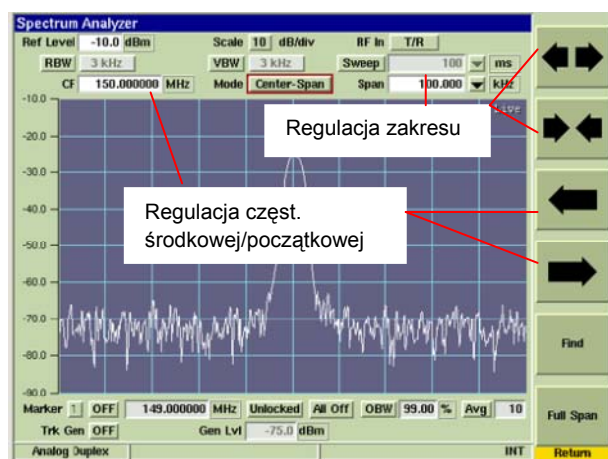 Spectrum Analyzer
Ref Level -10.0 dBm Scale 10 dB/div RF In T/R
RBW 3 kHz VBW 3 kHz Sweep 100 ms
CF 150.000000 MHz Mode Center-Span Span 100.000 kHz
-10.0
Live
Regulacja zakresu
-20.0
-30.0
-40.0
Regulacja częst.
środkowej/początkowej
-50.0
-60.0
-70.0
-80.0
-90.0
Find
Marker 1 OFF 149.000000 MHz Unlocked All Off OBW 99.00 % Avg 10
Full Span
Trk Gen OFF Gen Lvl -75.0 dBm
Analog Duplex INT Return